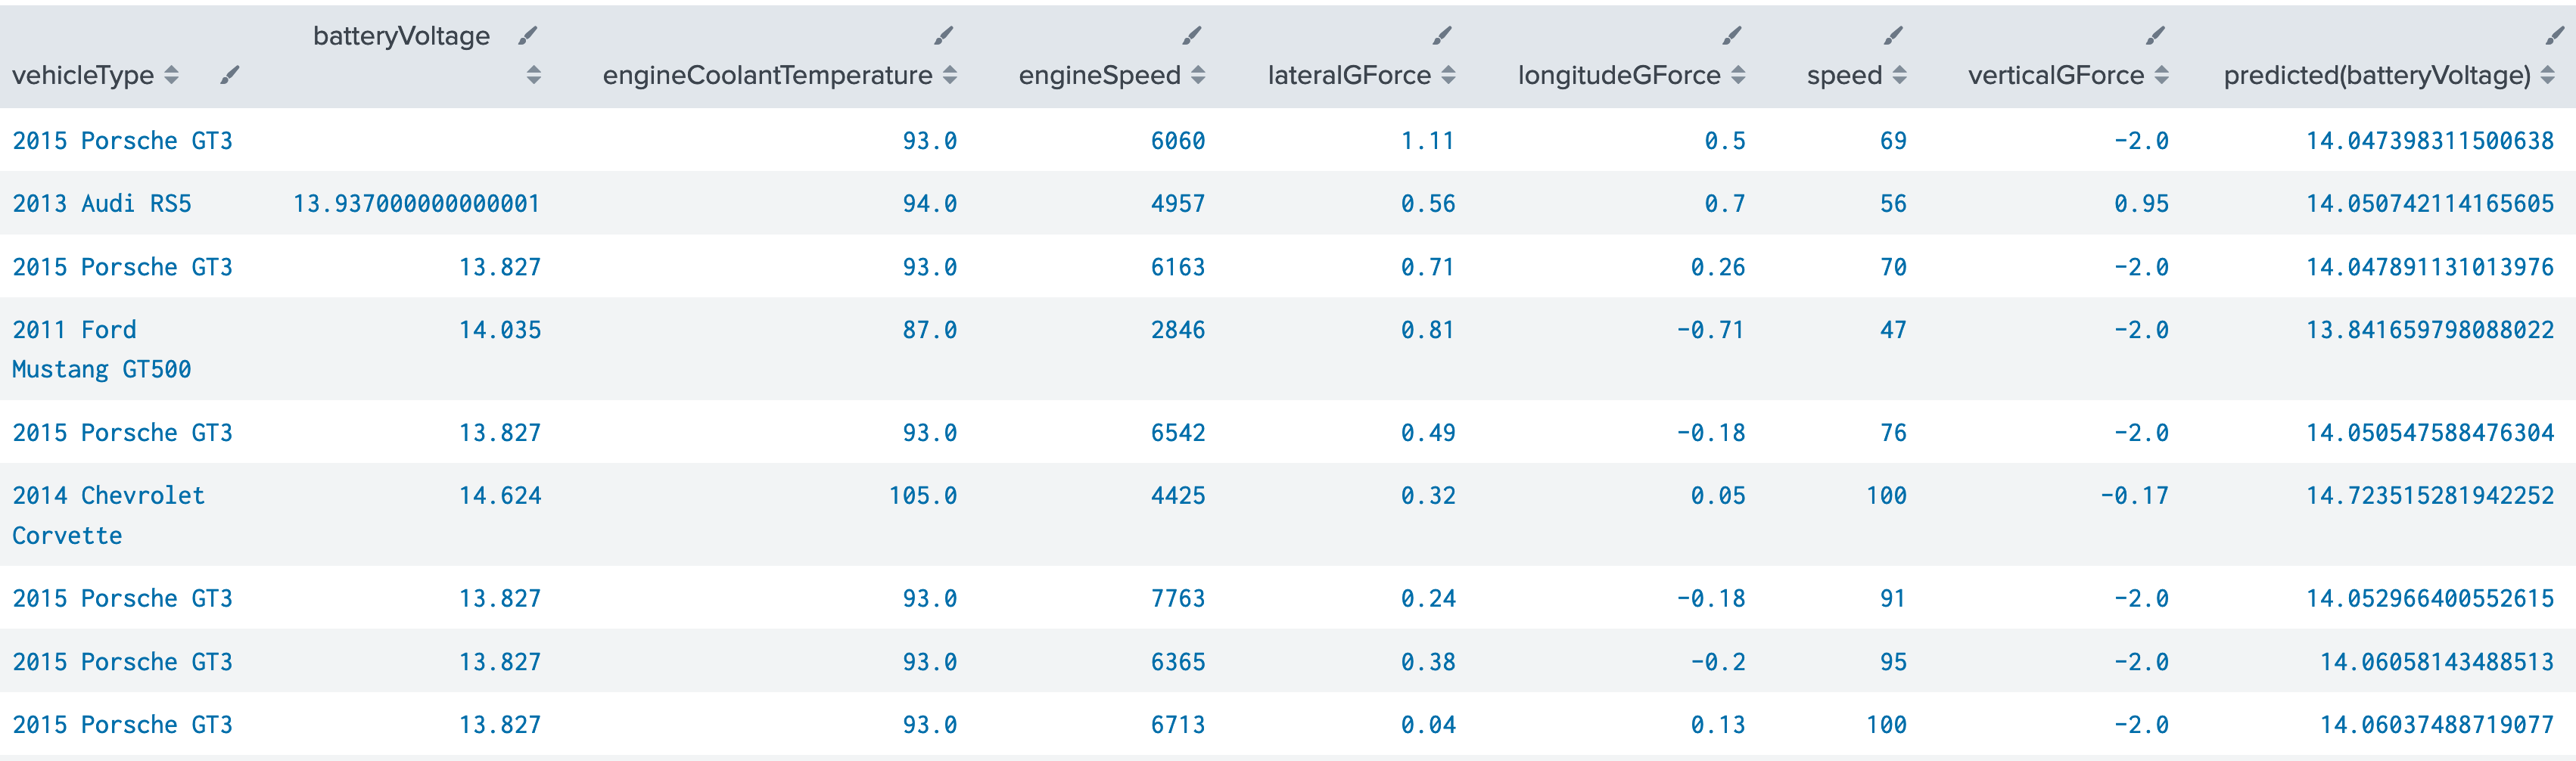 vehicleType batteryVoltage engineCoolantTemperature engineSpeed lateralGForce longitudeGForce speed verticalGForce predicted(batteryVoltage)
2015 Porsche GT3 93.0 6060 1.11 0.5 69 -2.0 14.047398311500638
2013 Audi RS5 13.937000000000001 94.0 4957 0.56 0.7 56 0.95 14.050742114165605
2015 Porsche GT3 13.827 93.0 6163 0.71 0.26 70 -2.0 14.047891131013976
2011 Ford 14.035 87.0 2846 0.81 -0.71 47 -2.0 13.841659798088022
Mustang GT500
2015 Porsche GT3 13.827 93.0 6542 0.49 -0.18 76 -2.0 14.050547588476304
2014 Chevrolet 14.624 105.0 4425 0.32 0.05 100 -0.17 14.723515281942252
Corvette
2015 Porsche GT3 13.827 93.0 7763 0.24 -0.18 91 -2.0 14.052966400552615
2015 Porsche GT3 13.827 93.0 6365 0.38 -0.2 95 -2.0 14.06058143488513
2015 Porsche GT3 13.827 93.0 6713 0.04 0.13 100 -2.0 14.06037488719077